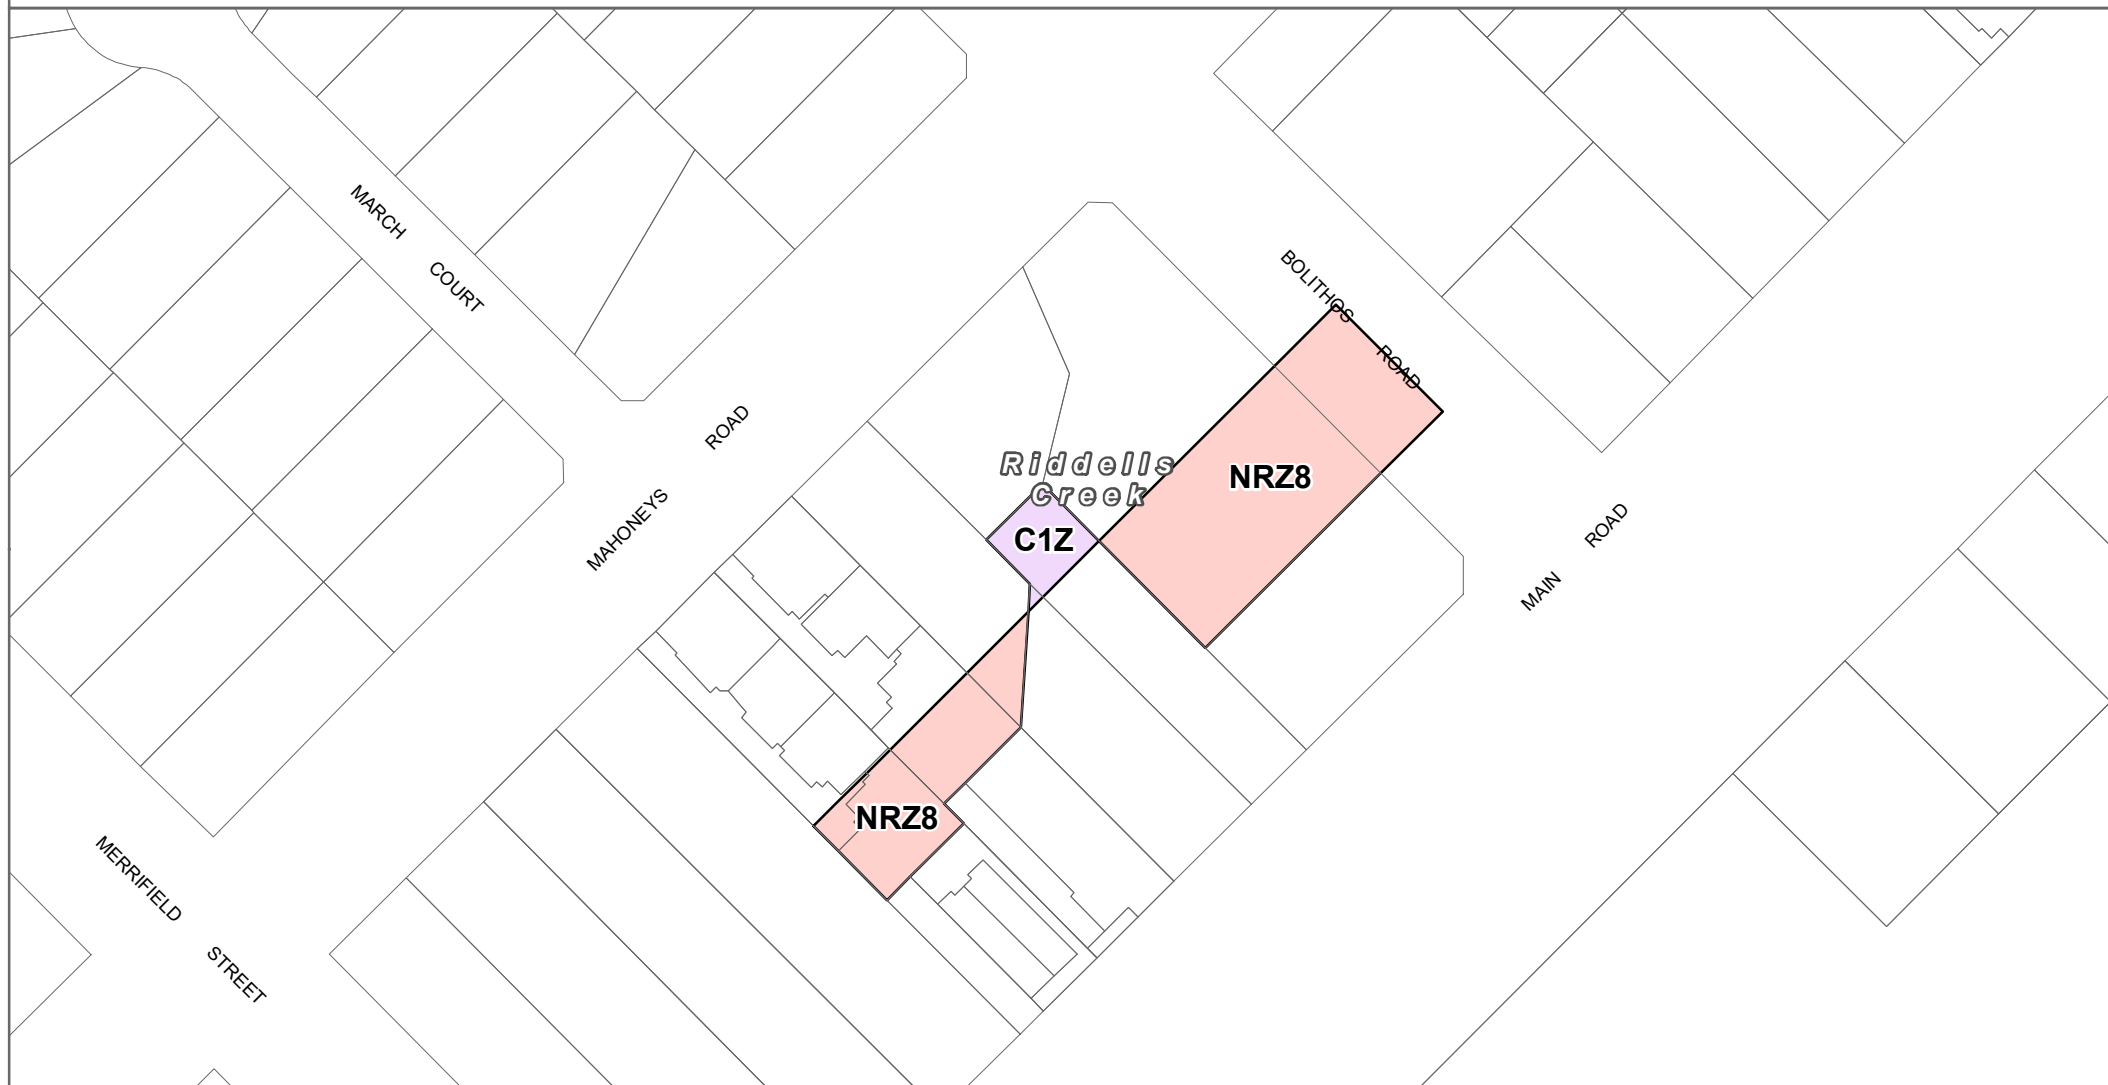 MARCH
COURT
BOLITHOS
ROAD
ROAD
MAHONEYS
Riddells
Creek
NRZ8
C1Z
ROAD
MAIN
NRZ8
MERRIFIELD
STREET